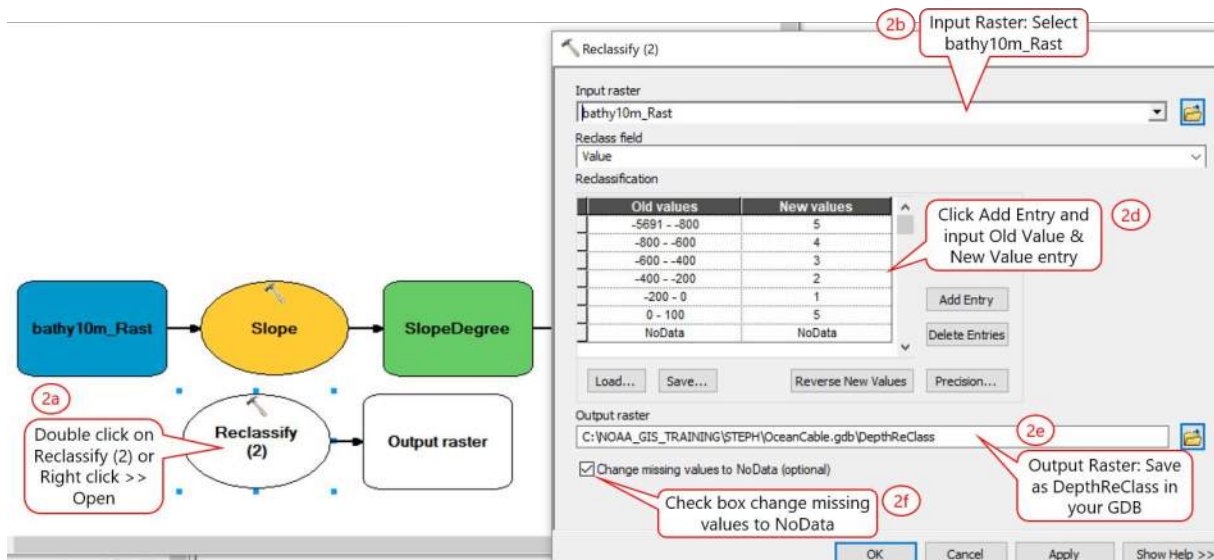 2b
Input Raster: Select
bathy10m_Rast
Reclassify (2)
Input raster
bathy10m_Rast
Reclass field
Value
Reclassification
Old values New values
-5691 - -800 5
-800 - -600 4
-600 - -400 3
-400 - -200 2
-200 - 0 1
0 - 100 5
NoData NoData
Click Add Entry and
input Old Value &
New Value entry
2d
Add Entry
Delete Entries
Load... Save... Reverse New Values Precision...
Output raster
C:\NOAA_GIS_TRAINING\STEPH\OceanCable.gdb\DepthReClass
2e
Output Raster: Save
as DepthReClass in
your GDB
Change missing values to NoData (optional)
Check box change missing
values to NoData
2f
OK Cancel Apply Show Help >>
bathy10m_Rast Slope SlopeDegree
2a
Double click on
Reclassify (2) or
Right click >>
Open
Reclassify
(2)
Output raster